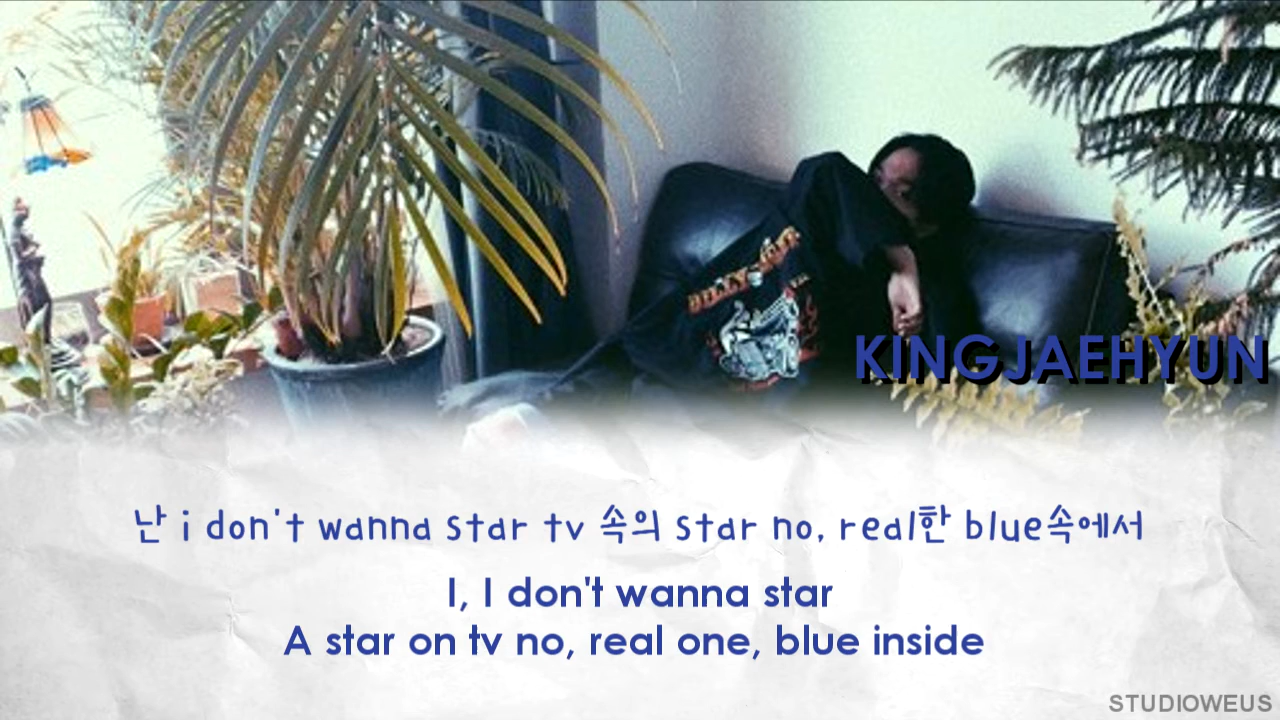 KINGJAEHYUN
난 i don't wanna star tv 속의 star no, real한 blue속에서
I, I don't wanna star
A star on tv no, real one, blue inside
STUDIOWEUS